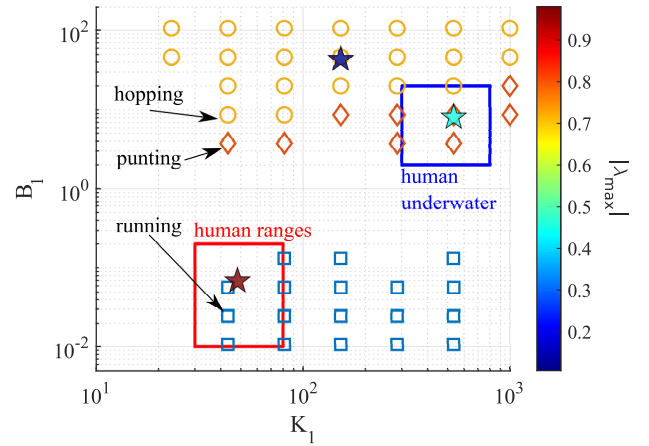 10²
10⁰
10⁻²
B₁
hopping
punting
running
human ranges
human
underwater
10¹
10²
10³
K₁
0.9
0.8
0.7
0.6
0.5
0.4
0.3
0.2
|λmax|